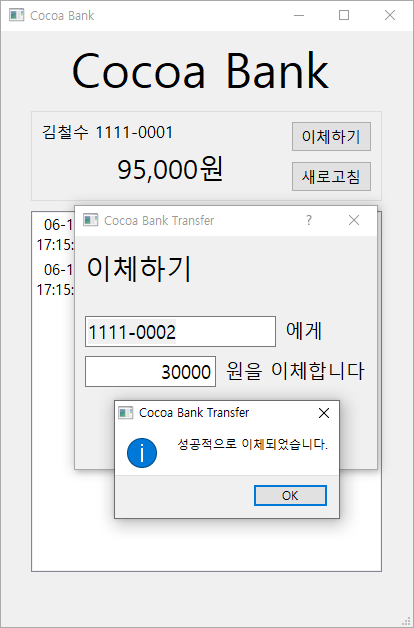 Cocoa Bank
Cocoa Bank
김철수 1111-0001
이체하기
95,000원
새로고침
06-1
17:15:
06-1
17:15:
Cocoa Bank Transfer
?
이체하기
1111-0002 에게
30000 원을 이체합니다
Cocoa Bank Transfer
성공적으로 이체되었습니다.
OK